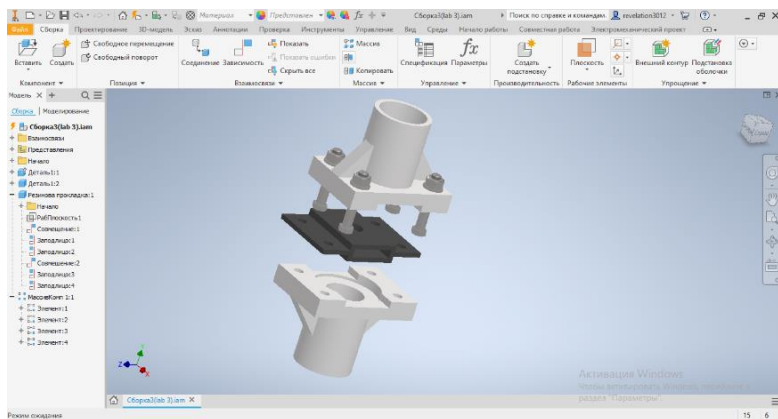 Материал
Представлен
Сборка3(lab 3).iam
Поиск по справке и командам
revelation3012
Файл Сборка Проектирование 3D-модель Эскиз Аннотации Проверка Инструменты Управление Вид Среды Начало работы Совместная работа Электромеханический проект
Вставить
Создать
Свободное перемещение
Свободный поворот
Соединение
Зависимость
Показать
Показать ошибки
Скрыть все
Массив
Копировать
Спецификация
Параметры
Создать подстановку
Плоскость
Внешний контур
Подстановка оболочки
Компонент
Позиция
Взаимосвязи
Массив
Управление
Производительность
Рабочие элементы
Упрощение
Модель
Сборка | Моделирование
Сборка3(lab 3).iam
Взаимосвязи
Представления
Начало
Деталь1:1
Деталь1:2
Резинова прокладка:1
Начало
РабПлоскость1
Совмещение:1
Заподлицо:1
Заподлицо:2
Совмещение:2
Заподлицо:3
Заподлицо:4
МассивКомп 1:1
Элемент:1
Элемент:2
Элемент:3
Элемент:4
Z
Активация Windows
Чтобы активировать Windows, перейдите в
раздел "Параметры".
Сборка3(lab 3).iam
Режим ожидания
15 6